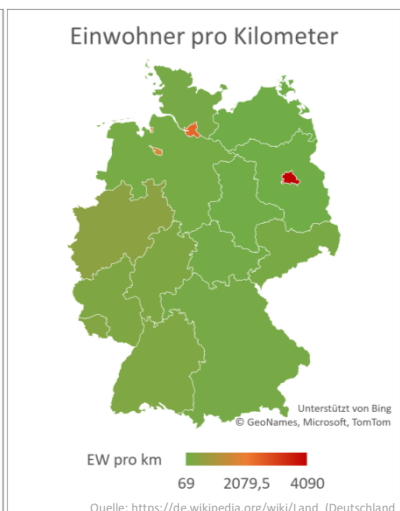 Einwohner pro Kilometer
Unterstützt von Bing
© GeoNames, Microsoft, TomTom
EW pro km
69 2079,5 4090
Quelle: https://de.wikipedia.org/wiki/Land_(Deutschland